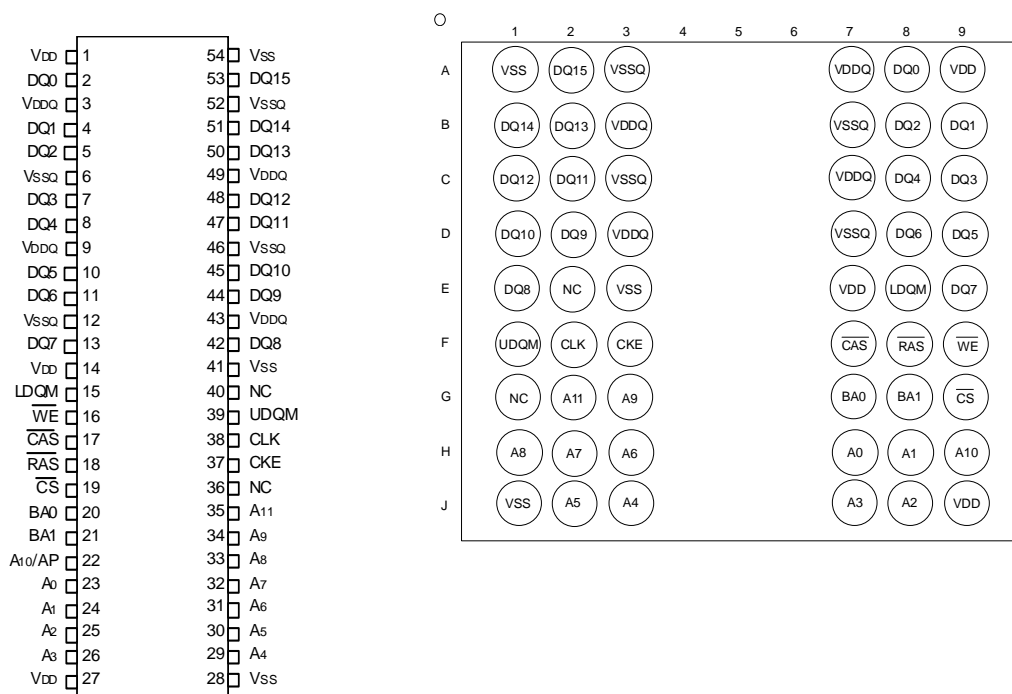 VDD 1 54 VSS
DQ0 2 53 DQ15
VDDQ 3 52 VSSQ
DQ1 4 51 DQ14
DQ2 5 50 DQ13
VSSQ 6 49 VDDQ
DQ3 7 48 DQ12
DQ4 8 47 DQ11
VDDQ 9 46 VSSQ
DQ5 10 45 DQ10
DQ6 11 44 DQ9
VSSQ 12 43 VDDQ
DQ7 13 42 DQ8
VDD 14 41 VSS
LDQM 15 40 NC
WE 16 39 UDQM
CAS 17 38 CLK
RAS 18 37 CKE
CS 19 36 NC
BA0 20 35 A11
BA1 21 34 A9
A10/AP 22 33 A8
A0 23 32 A7
A1 24 31 A6
A2 25 30 A5
A3 26 29 A4
VDD 27 28 VSS
1 2 3 4 5 6 7 8 9
A VSS DQ15 VSSQ VDDQ DQ0 VDD
B DQ14 DQ13 VDDQ VSSQ DQ2 DQ1
C DQ12 DQ11 VSSQ VDDQ DQ4 DQ3
D DQ10 DQ9 VDDQ VSSQ DQ6 DQ5
E DQ8 NC VSS VDD LDQM DQ7
F UDQM CLK CKE CAS RAS WE
G NC A11 A9 BA0 BA1 CS
H A8 A7 A6 A0 A1 A10
J VSS A5 A4 A3 A2 VDD